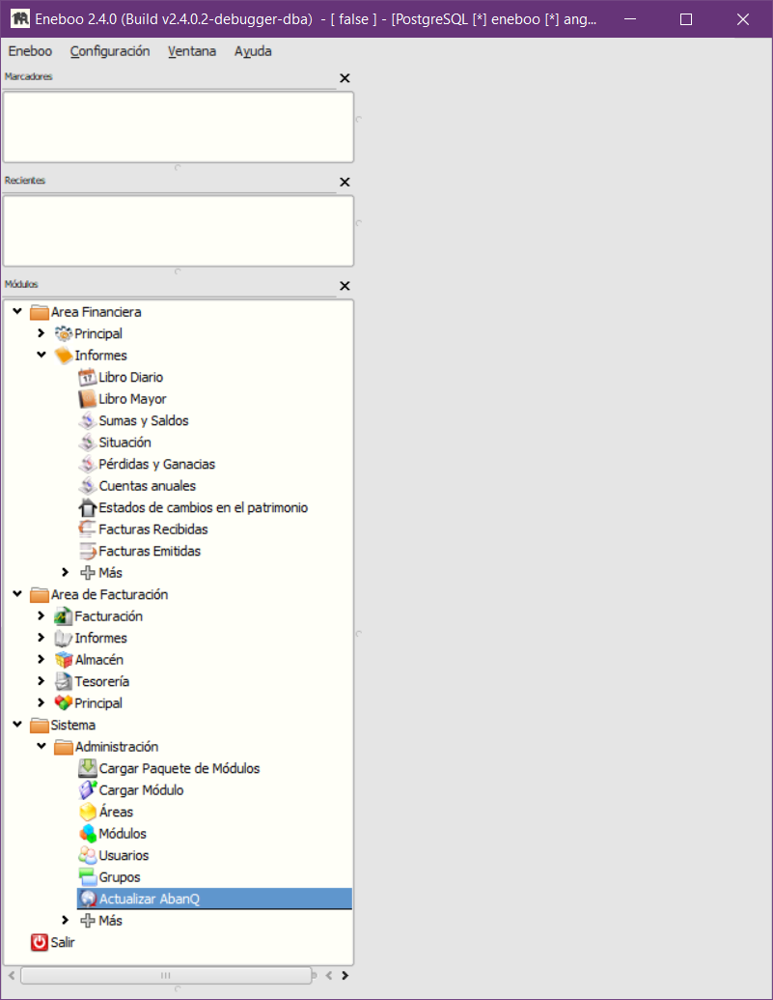 Eneboo 2.4.0 (Build v2.4.0.2-debugger-dba) - [ false ] - [PostgreSQL [*] eneboo [*] ang...
Eneboo Configuración Ventana Ayuda
Marcadores
Recientes
Módulos
Area Financiera
Principal
Informes
17
Libro Diario
Libro Mayor
Sumas y Saldos
Situación
Pérdidas y Ganacias
Cuentas anuales
Estados de cambios en el patrimonio
Facturas Recibidas
Facturas Emitidas
Más
Area de Facturación
Facturación
Informes
Almacén
Tesorería
Principal
Sistema
Administración
Cargar Paquete de Módulos
Cargar Módulo
Áreas
Módulos
Usuarios
Grupos
Actualizar AbanQ
Más
Salir